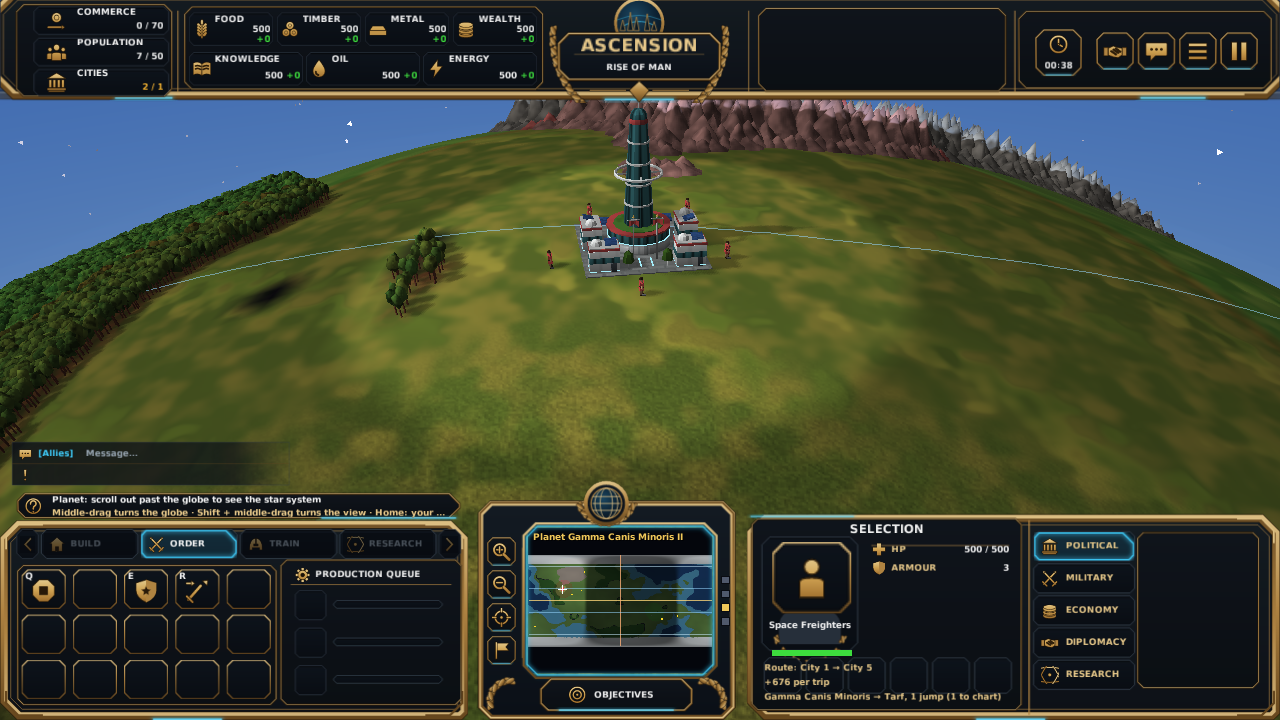 COMMERCE
0 / 70
POPULATION
7 / 50
CITIES
2 / 1
FOOD
500
+0
TIMBER
500
+0
METAL
500
+0
WEALTH
500
+0
KNOWLEDGE
500 +0
OIL
500 +0
ENERGY
500 +0
ASCENSION
RISE OF MAN
00:38
[Allies] Message...
!
Planet: scroll out past the globe to see the star system
Middle-drag turns the globe · Shift + middle-drag turns the view · Home: your ...
BUILD
ORDER
TRAIN
RESEARCH
Q
E
R
PRODUCTION QUEUE
Planet Gamma Canis Minoris II
OBJECTIVES
SELECTION
Space Freighters
HP 500 / 500
ARMOUR 3
Route: City 1 → City 5
+676 per trip
Gamma Canis Minoris → Tarf, 1 jump (1 to chart)
POLITICAL
MILITARY
ECONOMY
DIPLOMACY
RESEARCH